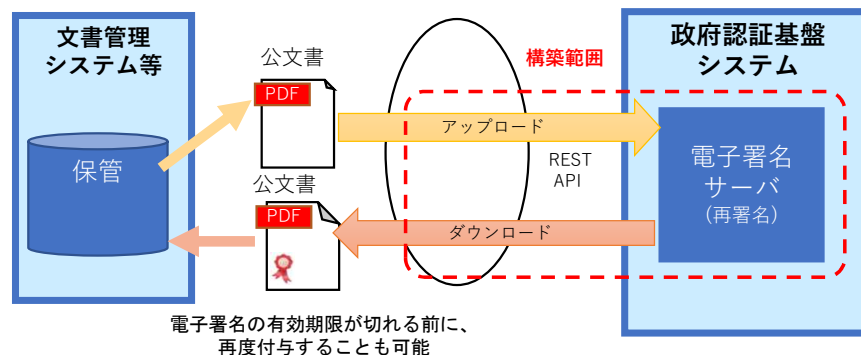 文書管理
システム等
保管
公文書
PDF
公文書
PDF
アップロード
REST
API
ダウンロード
構築範囲
政府認証基盤
システム
電子署名
サーバ
(再署名)
電子署名の有効期限が切れる前に、
再度付与することも可能